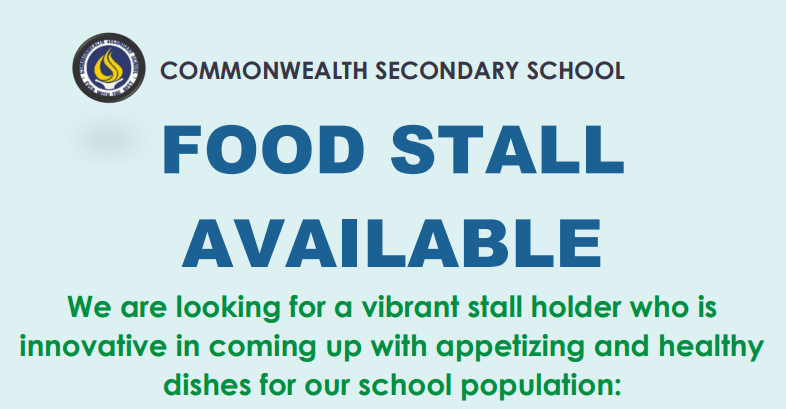 COMMONWEALTH SECONDARY SCHOOL
FOOD STALL
AVAILABLE
We are looking for a vibrant stall holder who is
innovative in coming up with appetizing and healthy
dishes for our school population: